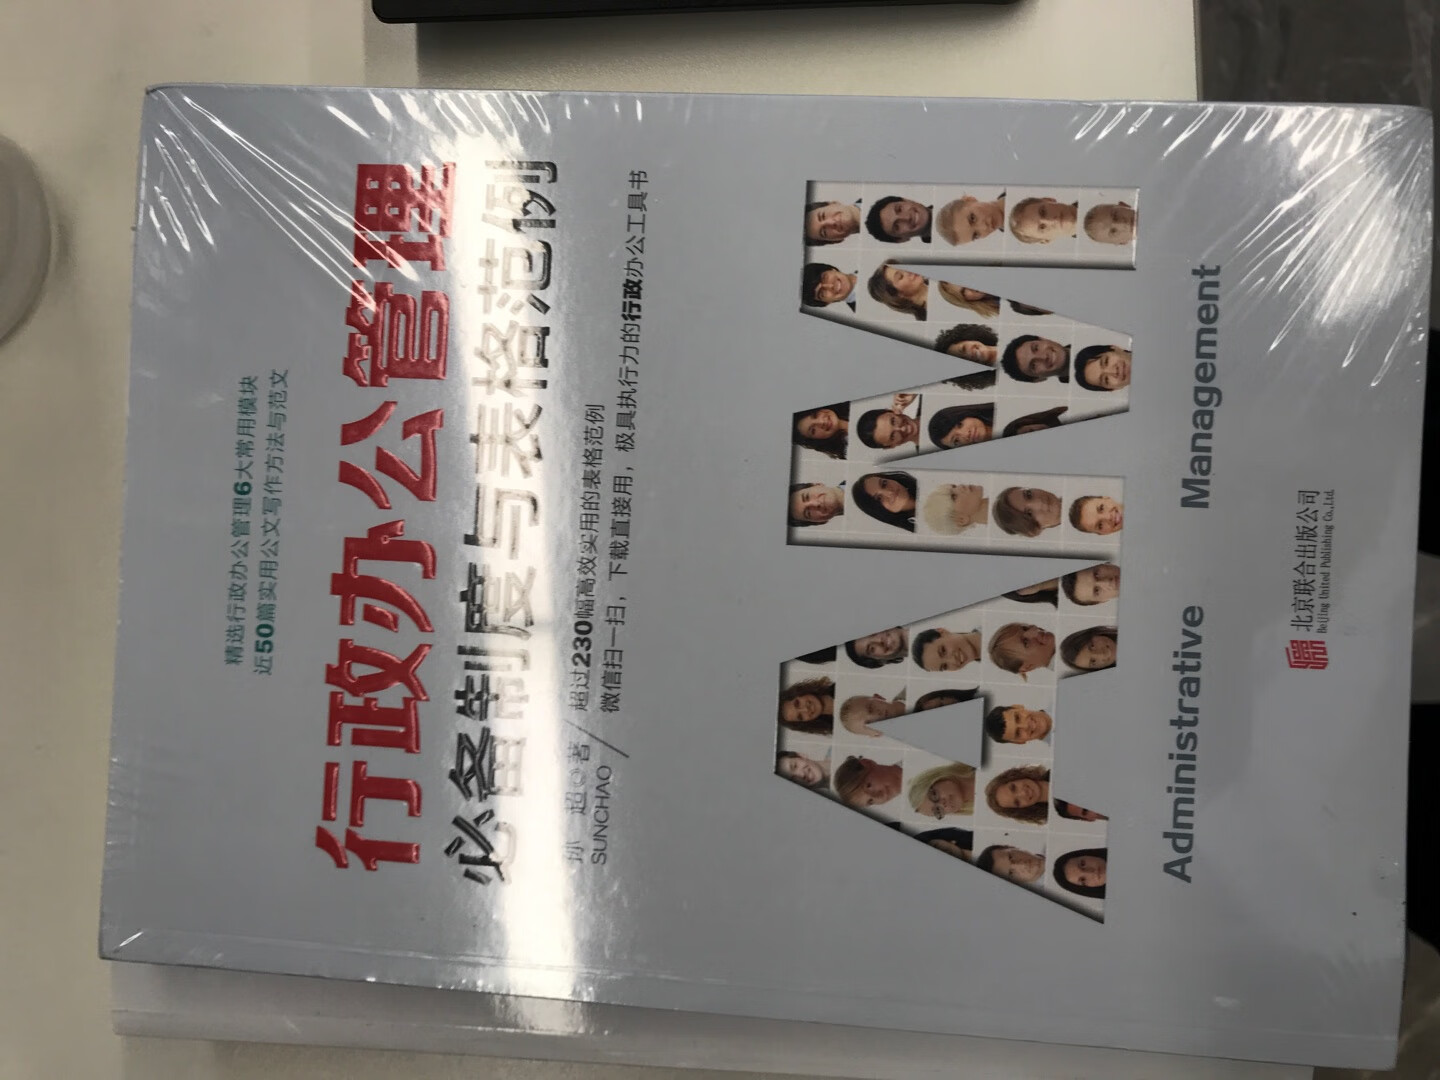 精选行政办公管理6大常用模块
近50篇实用公文写作方法与范文
行政办公管理
必备制度与表格范例
孙 超◎著
SUNCHAO
超过230幅高效实用的表格范例
微信扫一扫，下载直接用，极具执行力的行政办公工具书
AM
Administrative Management
北京联合出版公司
Beijing United Publishing Co.,Ltd.